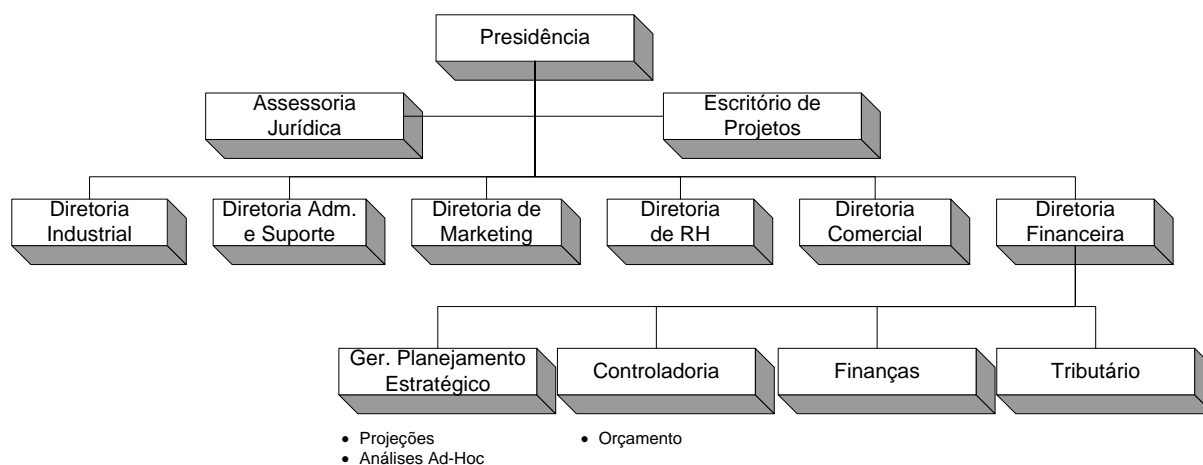 Presidência
Assessoria
Jurídica
Escritório de
Projetos
Diretoria
Industrial
Diretoria Adm.
e Suporte
Diretoria de
Marketing
Diretoria
de RH
Diretoria
Comercial
Diretoria
Financeira
Ger. Planejamento
Estratégico
Controladoria
Finanças
Tributário
• Projeções
• Análises Ad-Hoc
• Orçamento